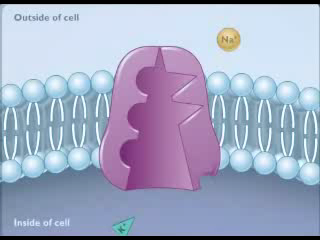 Outside of cell
Na⁺
Inside of cell
K⁺